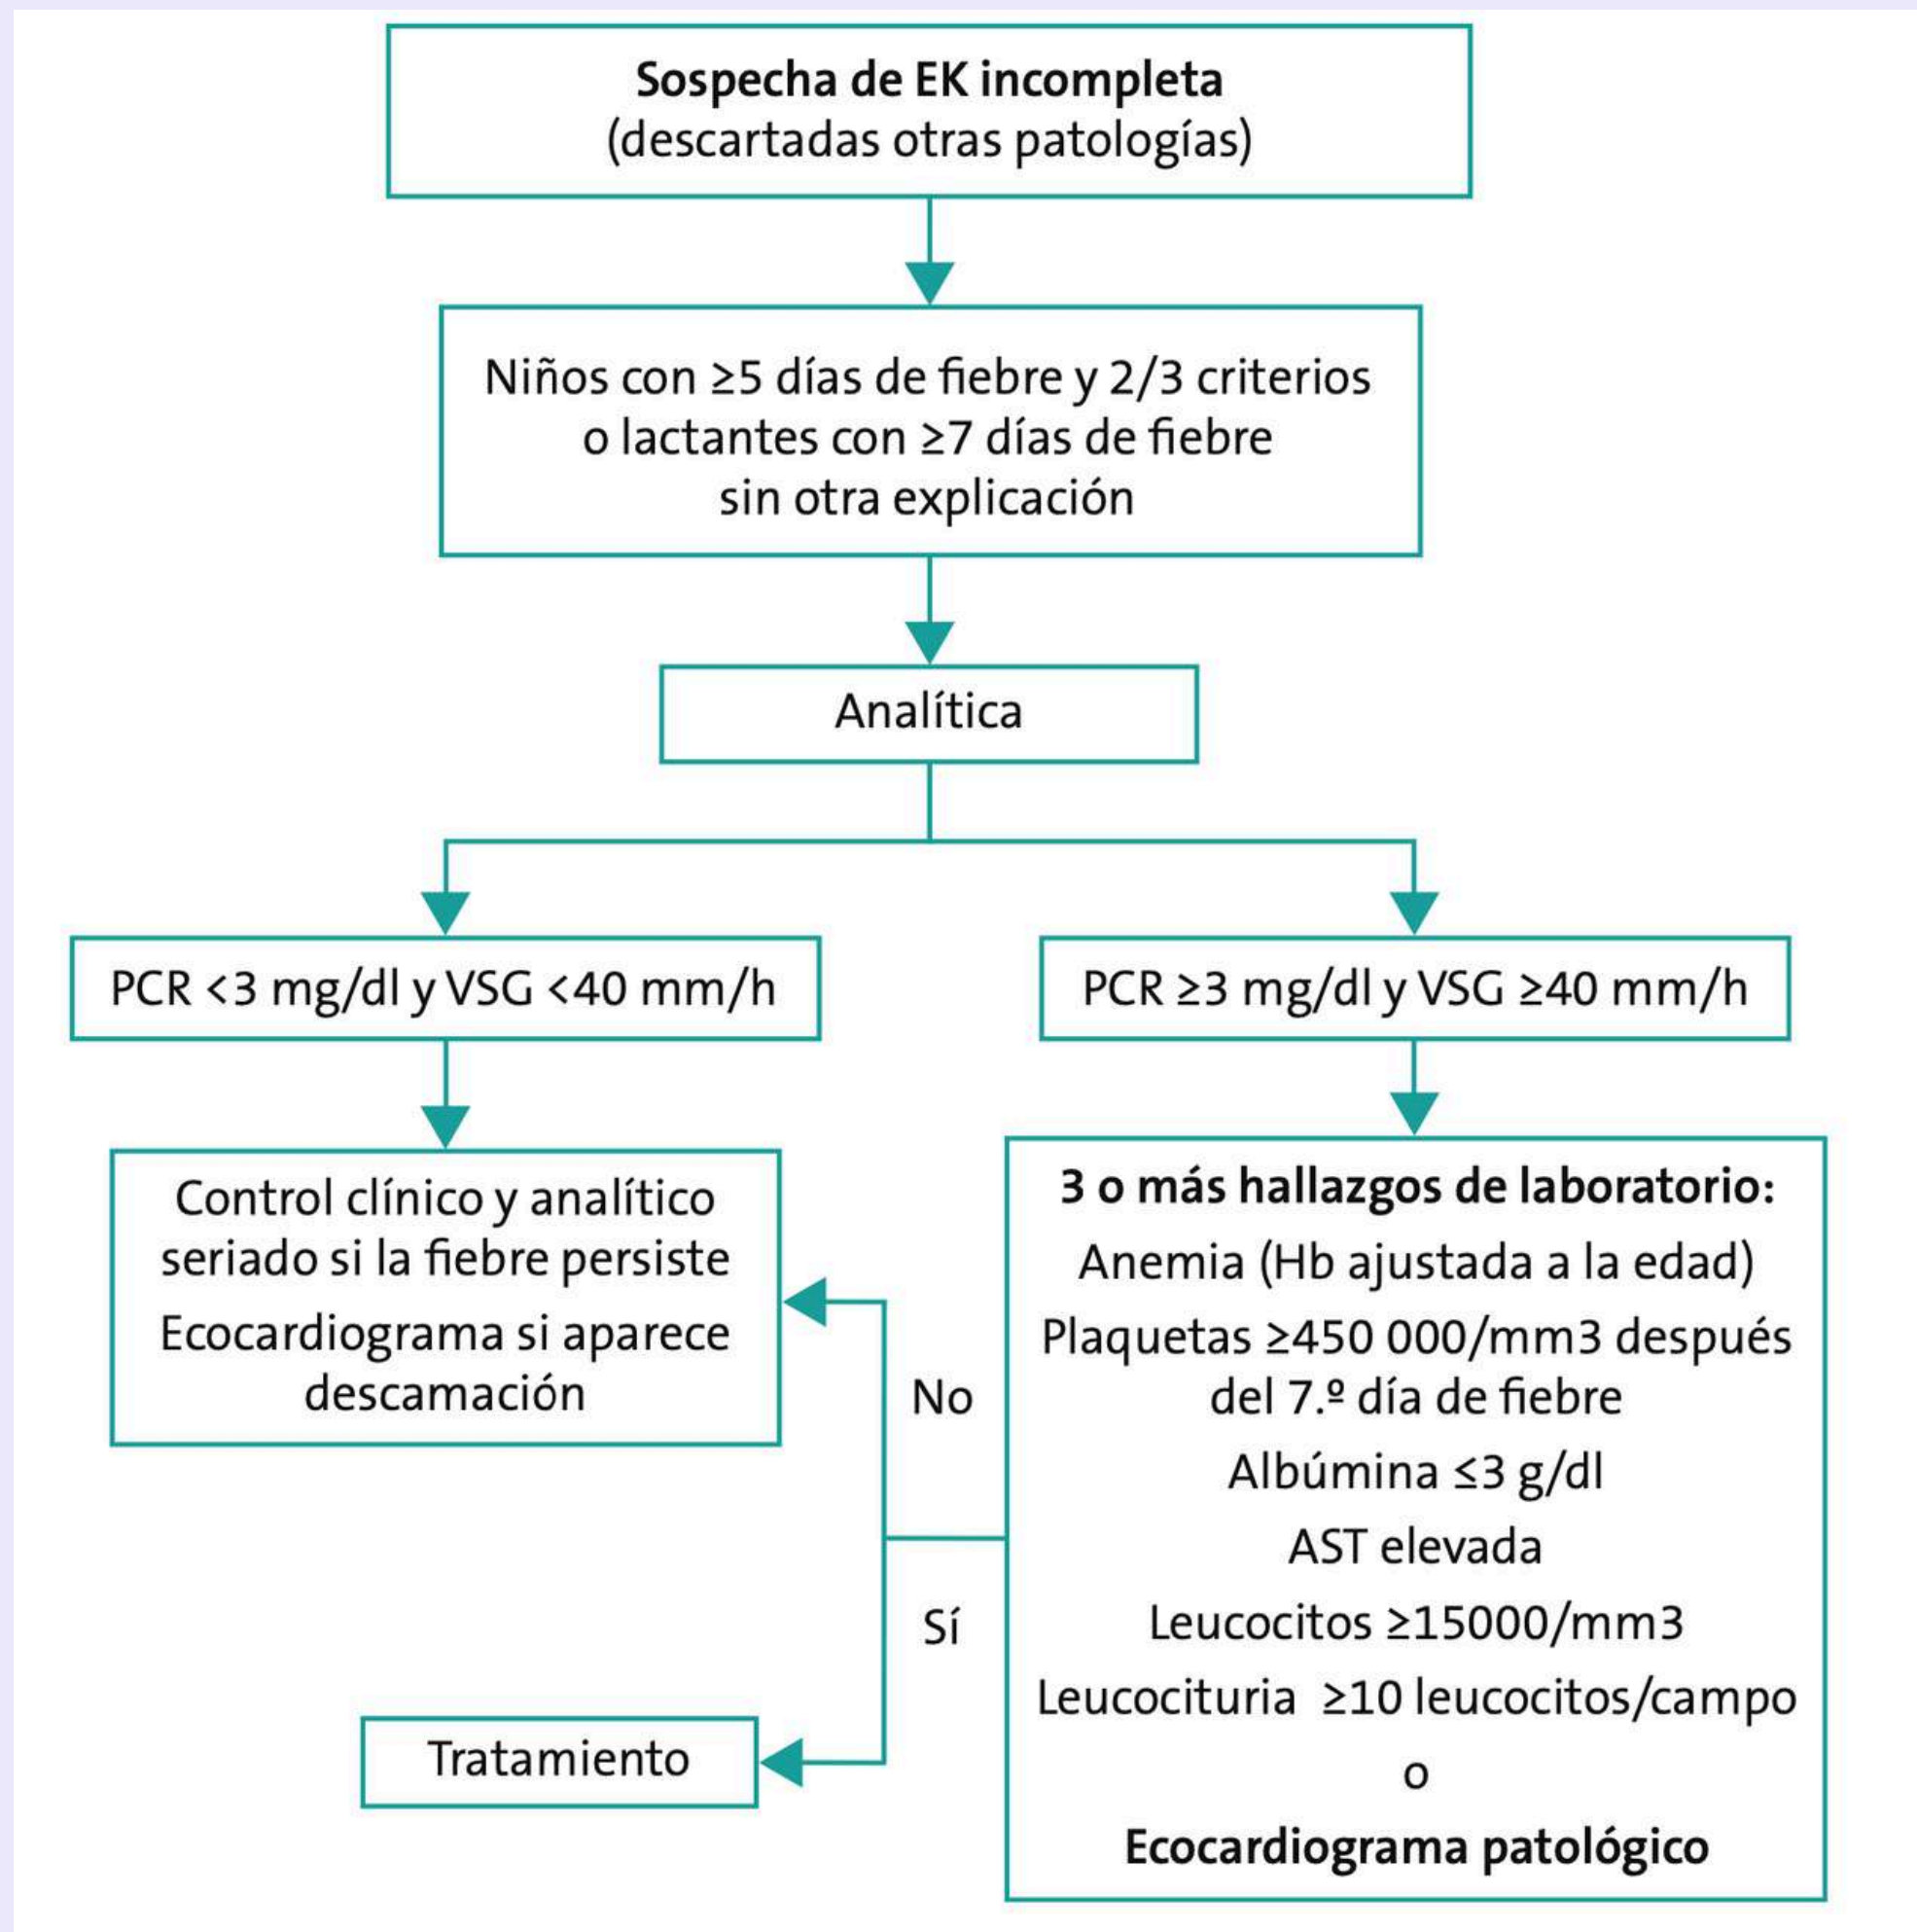 Sospecha de EK incompleta
(descartadas otras patologías)
Niños con ≥5 días de fiebre y 2/3 criterios
o lactantes con ≥7 días de fiebre
sin otra explicación
Analítica
PCR <3 mg/dl y VSG <40 mm/h
PCR ≥3 mg/dl y VSG ≥40 mm/h
Control clínico y analítico
seriado si la fiebre persiste
Ecocardiograma si aparece
descamación
No
Sí
Tratamiento
3 o más hallazgos de laboratorio:
Anemia (Hb ajustada a la edad)
Plaquetas ≥450 000/mm3 después
del 7.º día de fiebre
Albúmina ≤3 g/dl
AST elevada
Leucocitos ≥15000/mm3
Leucocituria ≥10 leucocitos/campo
o
Ecocardiograma patológico